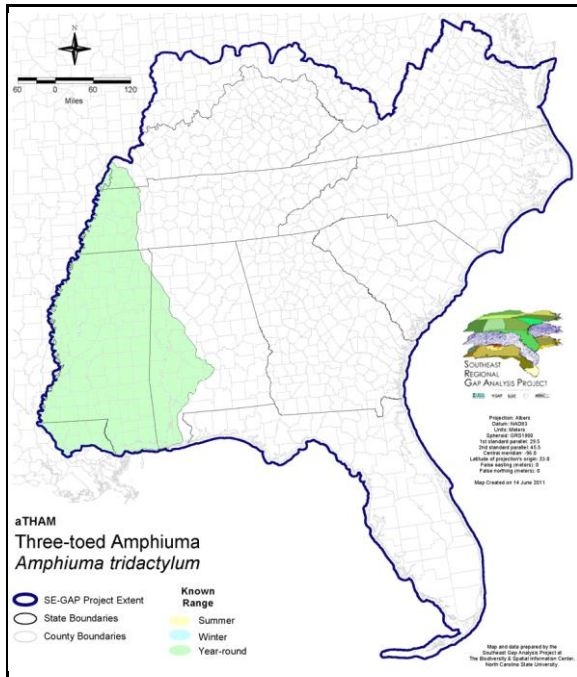 N
60 0 60 120
Miles
SOUTHEAST
REGIONAL
GAP ANALYSIS PROJECT
Projection: Albers
Datum: NAD83
Units: Meters
Spheroid: GRS1980
1st standard parallel: 29.5
2nd standard parallel: 45.5
Central meridian: -96.0
Latitude of projection's origin: 23.0
False easting (meters): 0
False northing (meters): 0
Map Created on 14 June 2011
aTHAM
Three-toed Amphiuma
Amphiuma tridactylum
SE-GAP Project Extent
State Boundaries
County Boundaries
Known
Range
Summer
Winter
Year-round
Map and data prepared by the
Southeast Gap Analysis Project at
The Biodiversity & Spatial Information Center,
North Carolina State University.